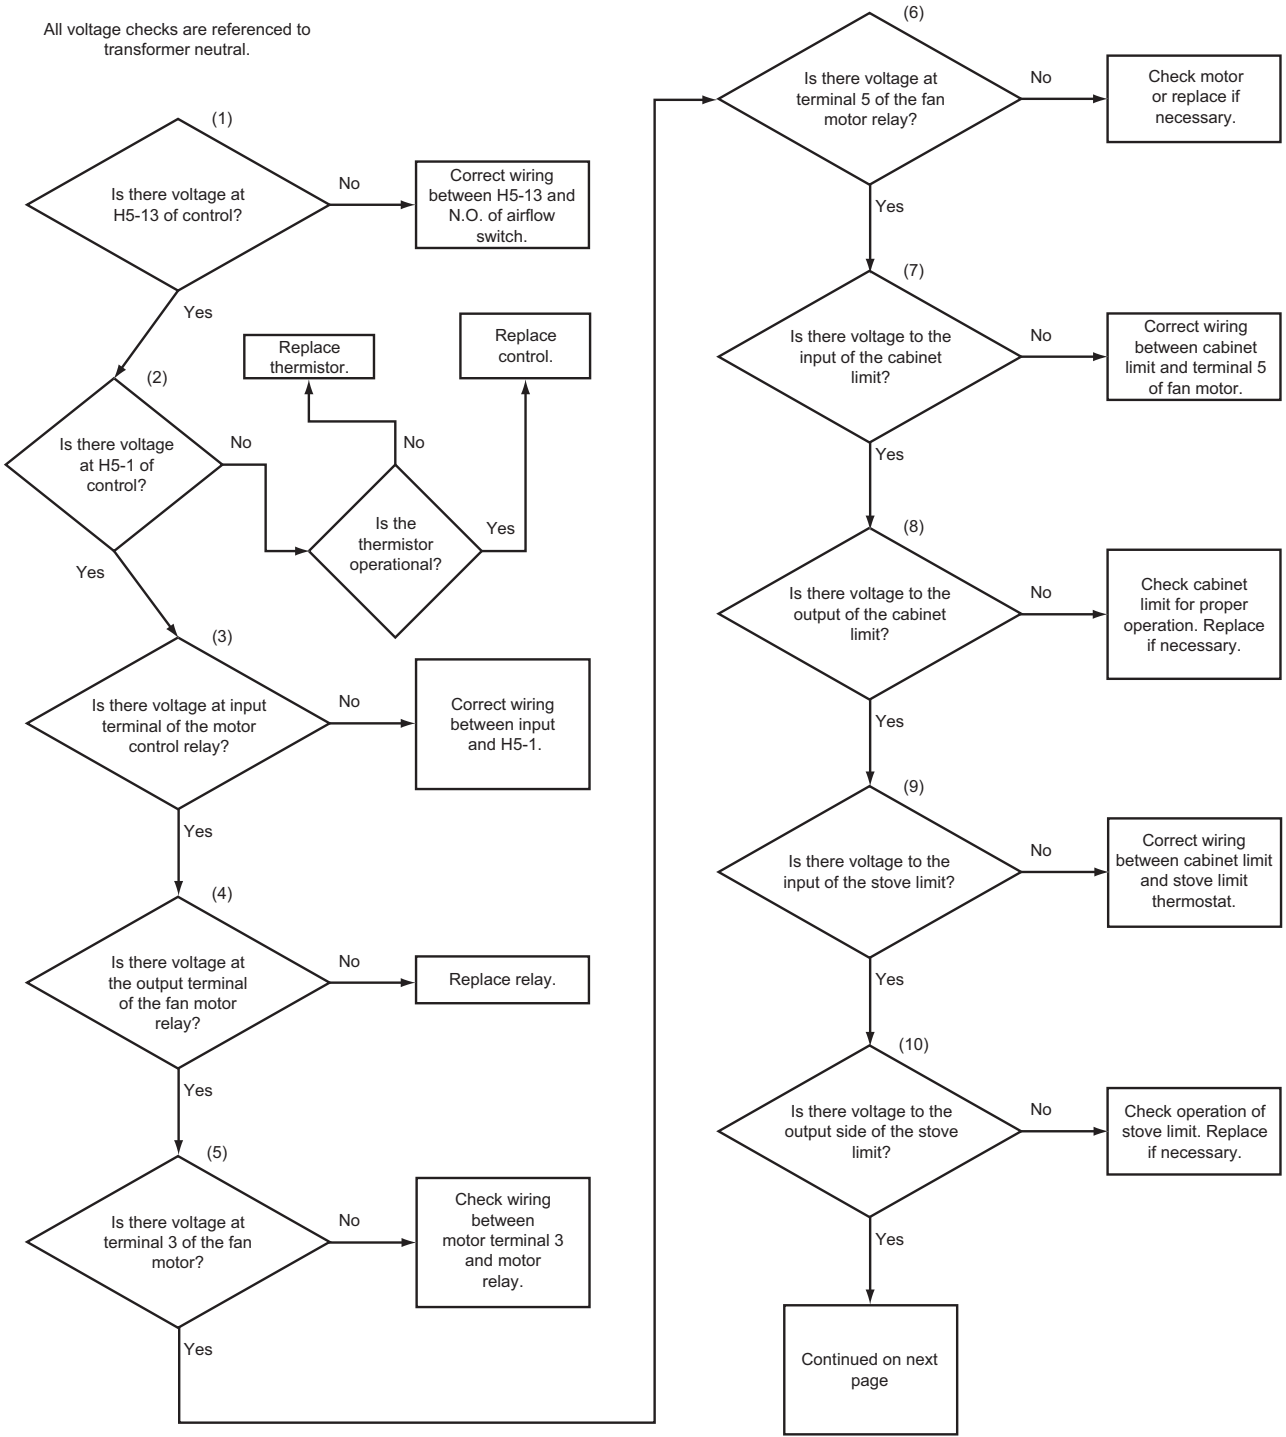 All voltage checks are referenced to
transformer neutral.
(1)
Is there voltage at
H5-13 of control?
No
Correct wiring
between H5-13 and
N.O. of airflow
switch.
Yes
(2)
Is there voltage
at H5-1 of
control?
No
Replace
thermistor.
Replace
control.
No
Is the
thermistor
operational?
Yes
Yes
(3)
Is there voltage at input
terminal of the motor
control relay?
No
Correct wiring
between input
and H5-1.
Yes
(4)
Is there voltage at
the output terminal
of the fan motor
relay?
No
Replace relay.
Yes
(5)
Is there voltage at
terminal 3 of the fan
motor?
No
Check wiring
between
motor terminal 3
and motor
relay.
Yes
(6)
Is there voltage at
terminal 5 of the fan
motor relay?
No
Check motor
or replace if
necessary.
Yes
(7)
Is there voltage to the
input of the cabinet
limit?
No
Correct wiring
between cabinet
limit and terminal 5
of fan motor.
Yes
(8)
Is there voltage to the
output of the cabinet
limit?
No
Check cabinet
limit for proper
operation. Replace
if necessary.
Yes
(9)
Is there voltage to the
input of the stove limit?
No
Correct wiring
between cabinet limit
and stove limit
thermostat.
Yes
(10)
Is there voltage to the
output side of the stove
limit?
No
Check operation of
stove limit. Replace
if necessary.
Yes
Continued on next
page